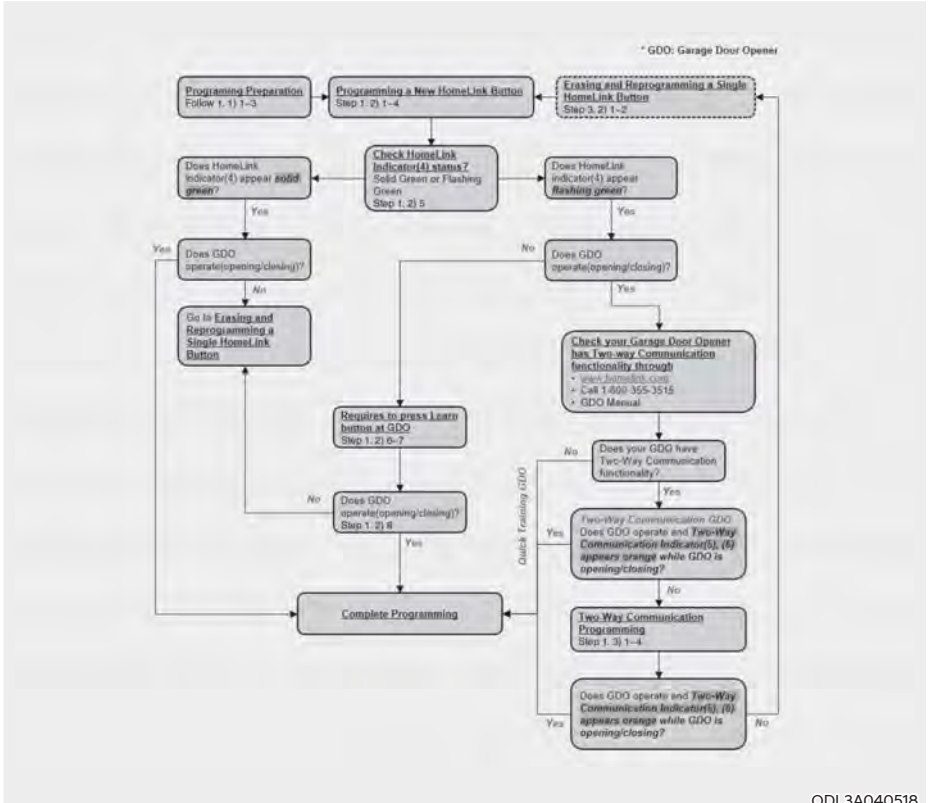 * GDO: Garage Door Opener
Programing Preparation
Follow 1. 1) 1~3
Programming a New HomeLink Button
Step 1. 2) 1~4
Erasing and Reprogramming a Single
HomeLink Button
Step 3. 2) 1~2
Check HomeLink
Indicator(4) status?
Solid Green or Flashing
Green
Step 1. 2) 5
Does HomeLink
indicator(4) appear solid
green?
Does HomeLink
indicator(4) appear
flashing green?
Yes
Yes
Yes
Does GDO
operate(opening/closing)?
No
Does GDO
operate(opening/closing)?
No
Yes
Go to Erasing and
Reprogramming a
Single HomeLink
Button
Check your Garage Door Opener
has Two-way Communication
functionality through
• www.homelink.com
• Call 1-800-355-3515
• GDO Manual
Requires to press Learn
button at GDO
Step 1. 2) 6~7
No
Does your GDO have
Two-Way Communication
functionality?
Yes
Quick Training GDO
No
Does GDO
operate(opening/closing)?
Step 1. 2) 8
Yes
Yes
Two-Way Communication GDO
Does GDO operate and Two-Way
Communication Indicator(5), (6)
appears orange while GDO is
opening/closing?
No
Complete Programming
Two-Way Communication
Programming
Step 1. 3) 1~4
Does GDO operate and Two-Way
Communication Indicator(5), (6)
appears orange while GDO is
opening/closing?
Yes
No
ODL3A040518